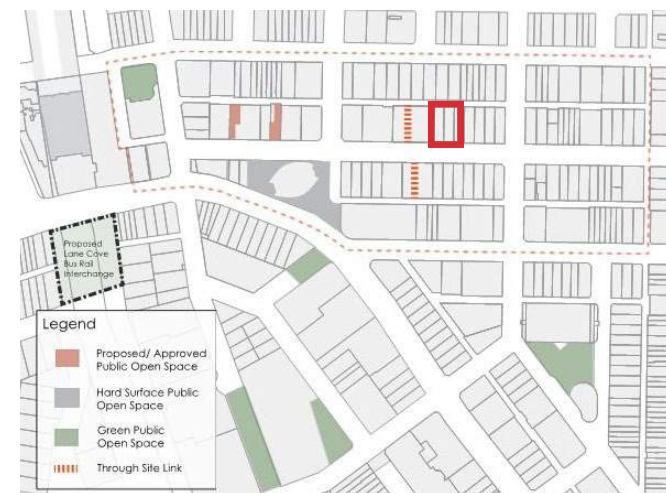 Proposed
Lane Cove
Bus Rail
Interchange
Legend
Proposed/ Approved
Public Open Space
Hard Surface Public
Open Space
Green Public
Open Space
Through Site Link